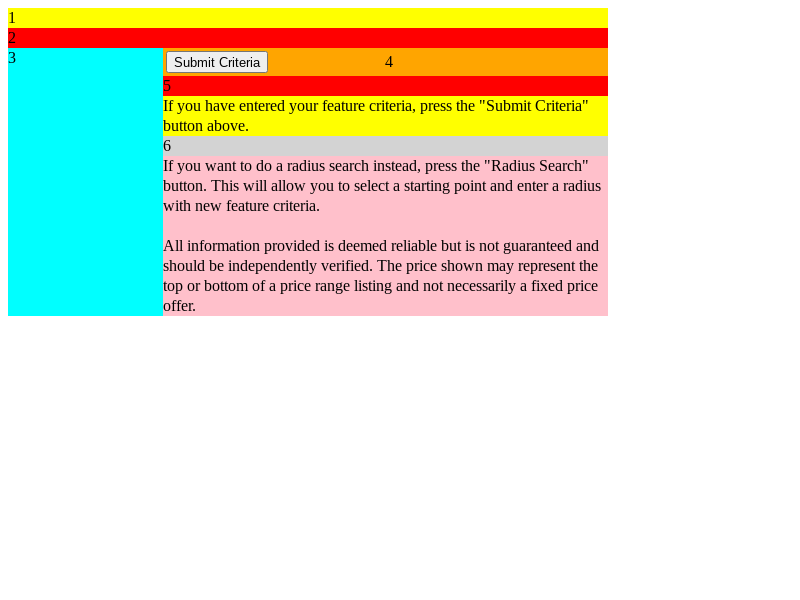 1
2
3
Submit Criteria 4
5
If you have entered your feature criteria, press the "Submit Criteria"
button above.
6
If you want to do a radius search instead, press the "Radius Search"
button. This will allow you to select a starting point and enter a radius
with new feature criteria.
All information provided is deemed reliable but is not guaranteed and
should be independently verified. The price shown may represent the
top or bottom of a price range listing and not necessarily a fixed price
offer.